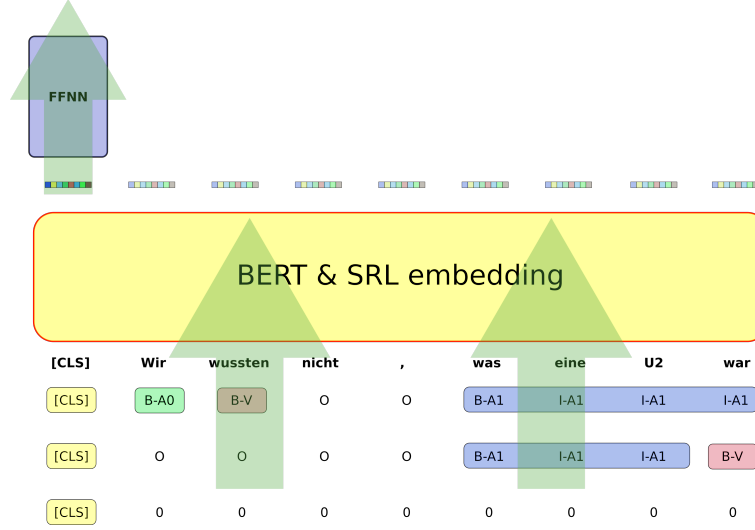 FFNN
BERT & SRL embedding
[CLS] Wir wussten nicht , was eine U2 war
[CLS] B-A0 B-V O O B-A1 I-A1 I-A1 I-A1
[CLS] O O O O B-A1 I-A1 I-A1 B-V
[CLS] 0 0 0 0 0 0 0 0